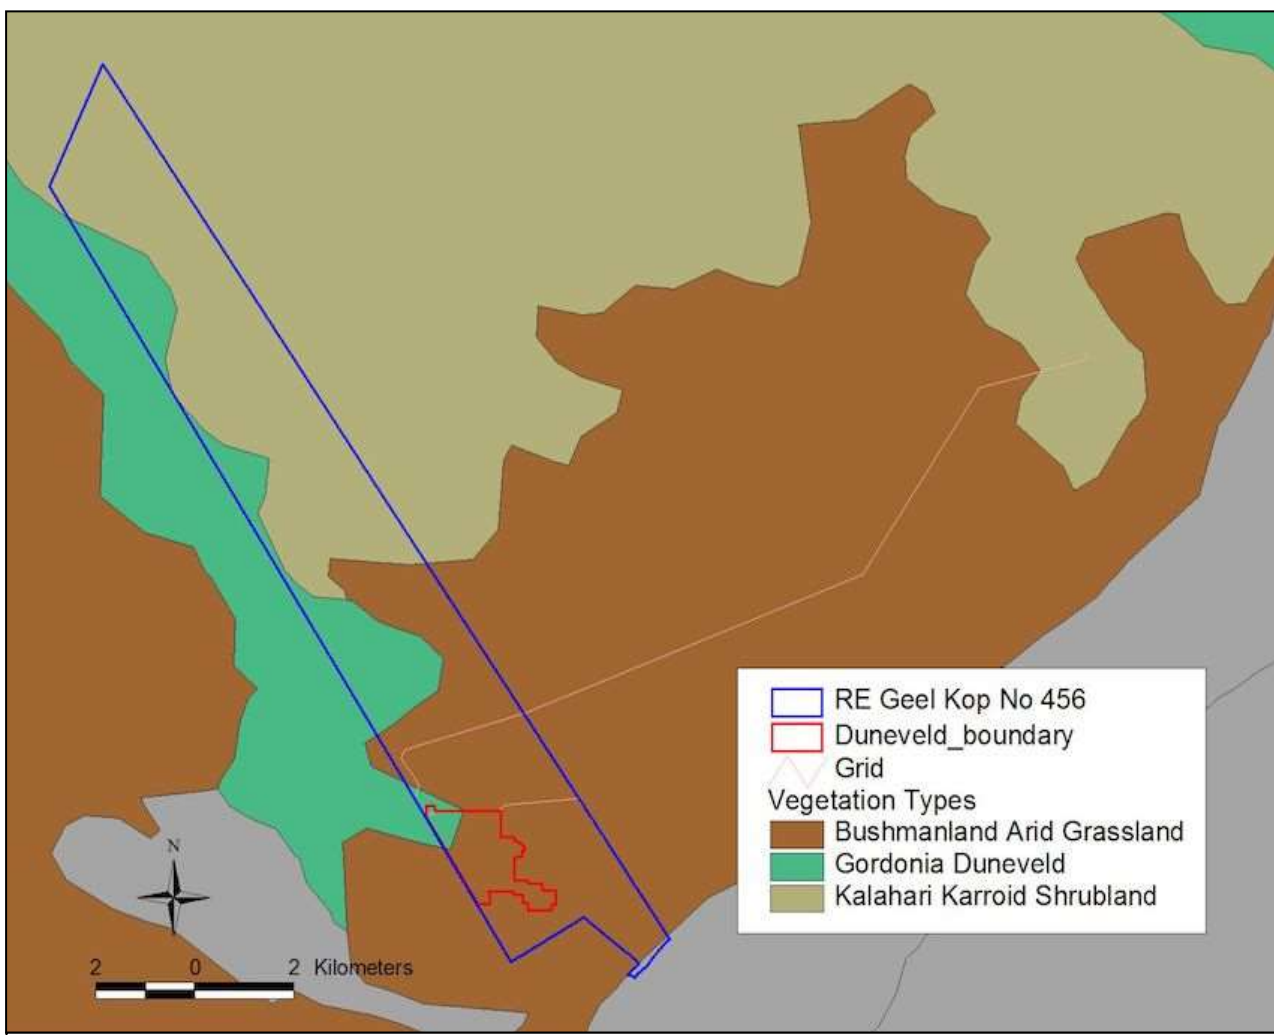 RE Geel Kop No 456
Duneveld_boundary
Grid
Vegetation Types
Bushmanland Arid Grassland
Gordonia Duneveld
Kalahari Karroid Shrubland
N
2 0 2 Kilometers